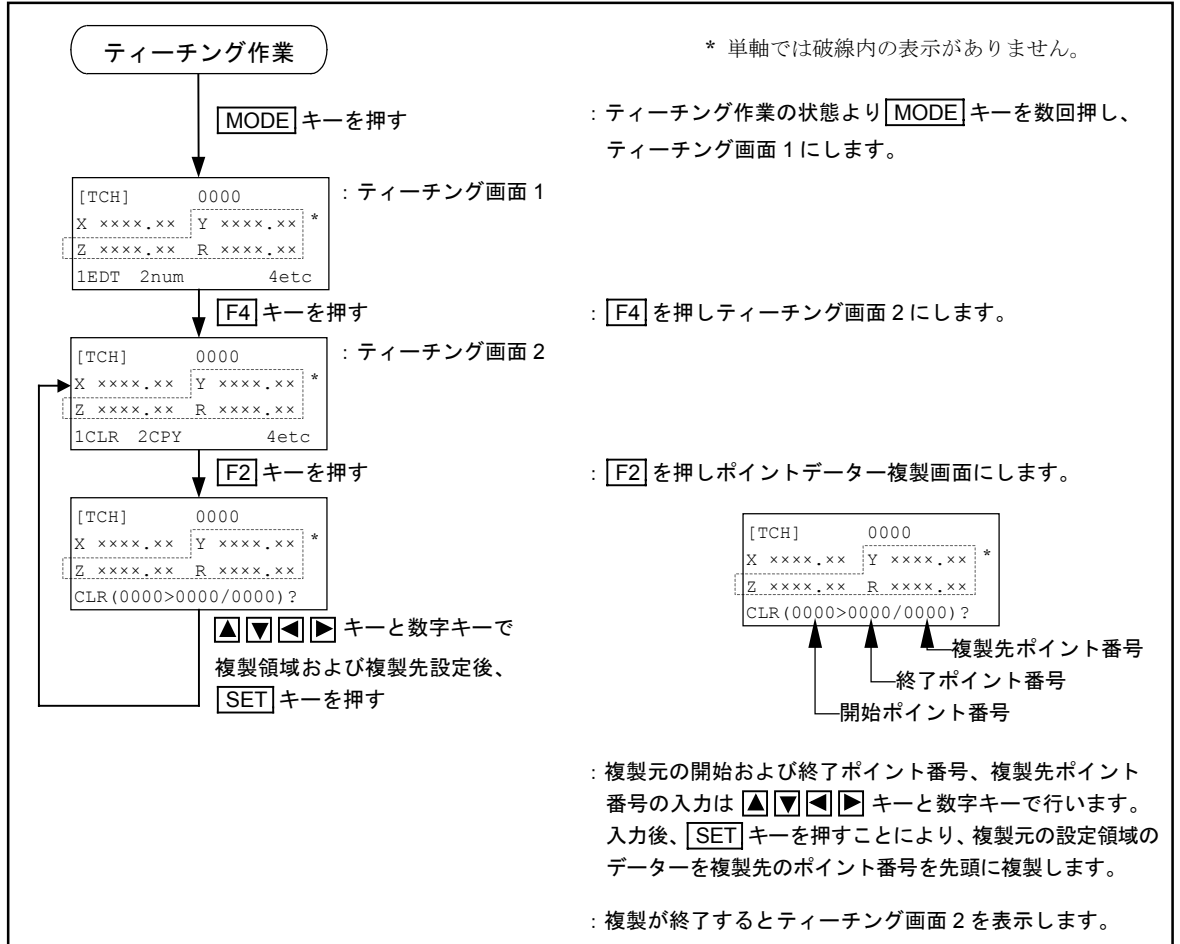 ティーチング作業
* 単軸では破線内の表示がありません。
MODE キーを押す
：ティーチング作業の状態より MODE キーを数回押し、
ティーチング画面 1 にします。
[TCH] 0000
X ××××.×× Y ××××.×× *
Z ××××.×× R ××××.××
1EDT 2num 4etc
：ティーチング画面 1
F4 キーを押す
：F4 を押しティーチング画面 2 にします。
[TCH] 0000
X ××××.×× Y ××××.×× *
Z ××××.×× R ××××.××
1CLR 2CPY 4etc
：ティーチング画面 2
F2 キーを押す
：F2 を押しポイントデーター複製画面にします。
[TCH] 0000
X ××××.×× Y ××××.×× *
Z ××××.×× R ××××.××
CLR(0000>0000/0000)?
▲ ▼ ◀ ▶ キーと数字キーで
複製領域および複製先設定後、
SET キーを押す
[TCH] 0000
X ××××.×× Y ××××.×× *
Z ××××.×× R ××××.××
CLR(0000>0000/0000)?
複製先ポイント番号
終了ポイント番号
開始ポイント番号
：複製元の開始および終了ポイント番号、複製先ポイント
番号の入力は ▲ ▼ ◀ ▶ キーと数字キーで行います。
入力後、SET キーを押すことにより、複製元の設定領域の
データーを複製先のポイント番号を先頭に複製します。
：複製が終了するとティーチング画面 2 を表示します。